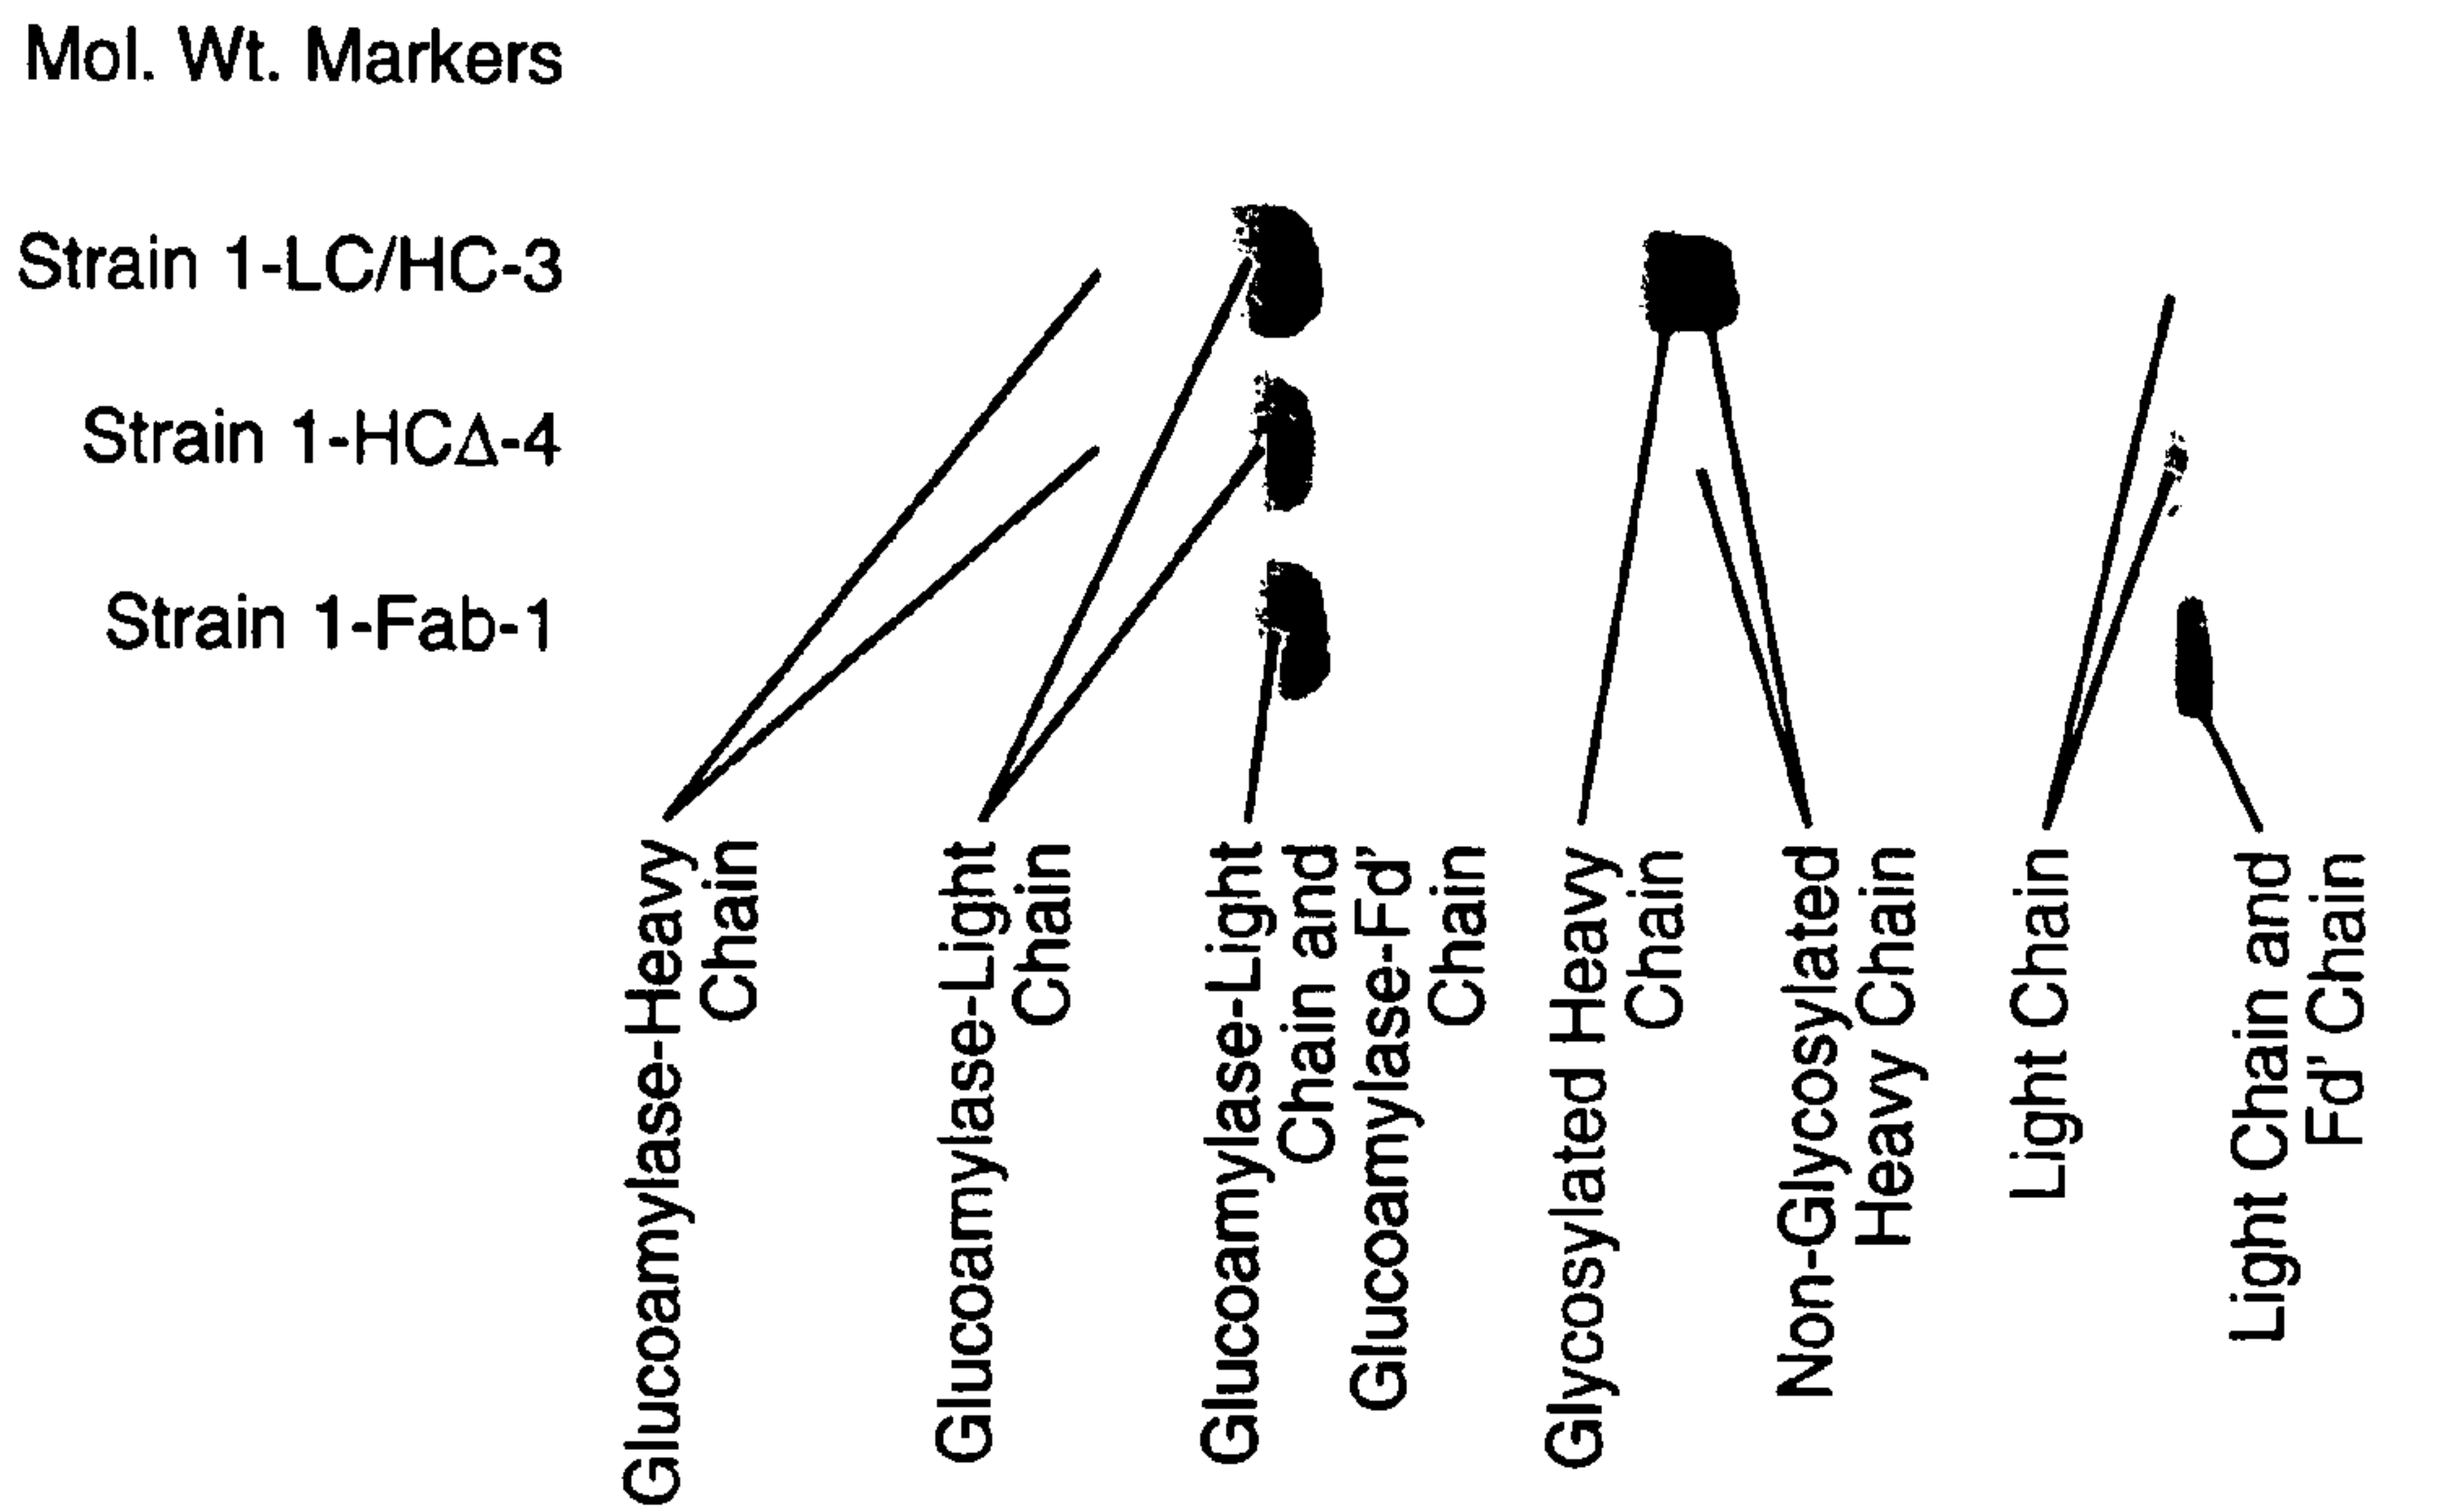 Mol. Wt. Markers
Strain 1-LC/HC-3
Strain 1-HCΔ-4
Strain 1-Fab-1
Glucoamylase-Heavy
Chain
Glucoamylase-Light
Chain
Glucoamylase-Light
Chain and
Glucoamylase-Fd'
Chain
Glycosylated Heavy
Chain
Non-Glycosylated
Heavy Chain
Light Chain
Light Chain and
Fd' Chain